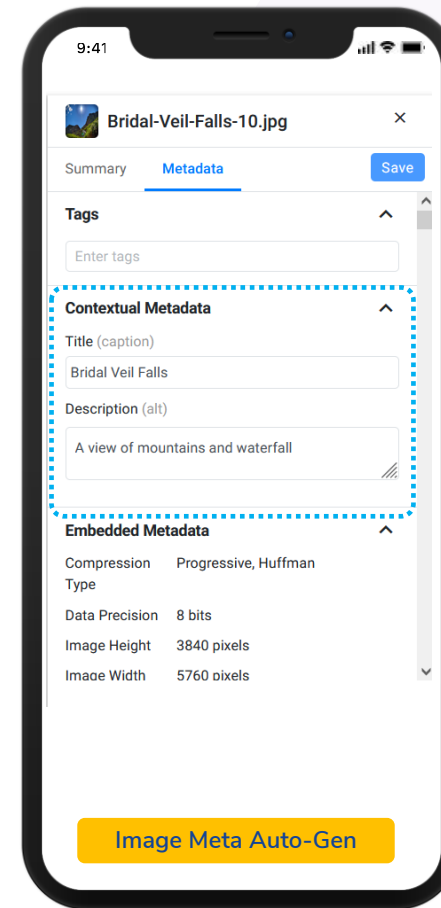 9:41
Bridal-Veil-Falls-10.jpg
Summary Metadata Save
Tags
Enter tags
Contextual Metadata
Title (caption)
Bridal Veil Falls
Description (alt)
A view of mountains and waterfall
Embedded Metadata
Compression Progressive, Huffman
Type
Data Precision 8 bits
Image Height 3840 pixels
Image Width 5760 pixels
Image Meta Auto-Gen